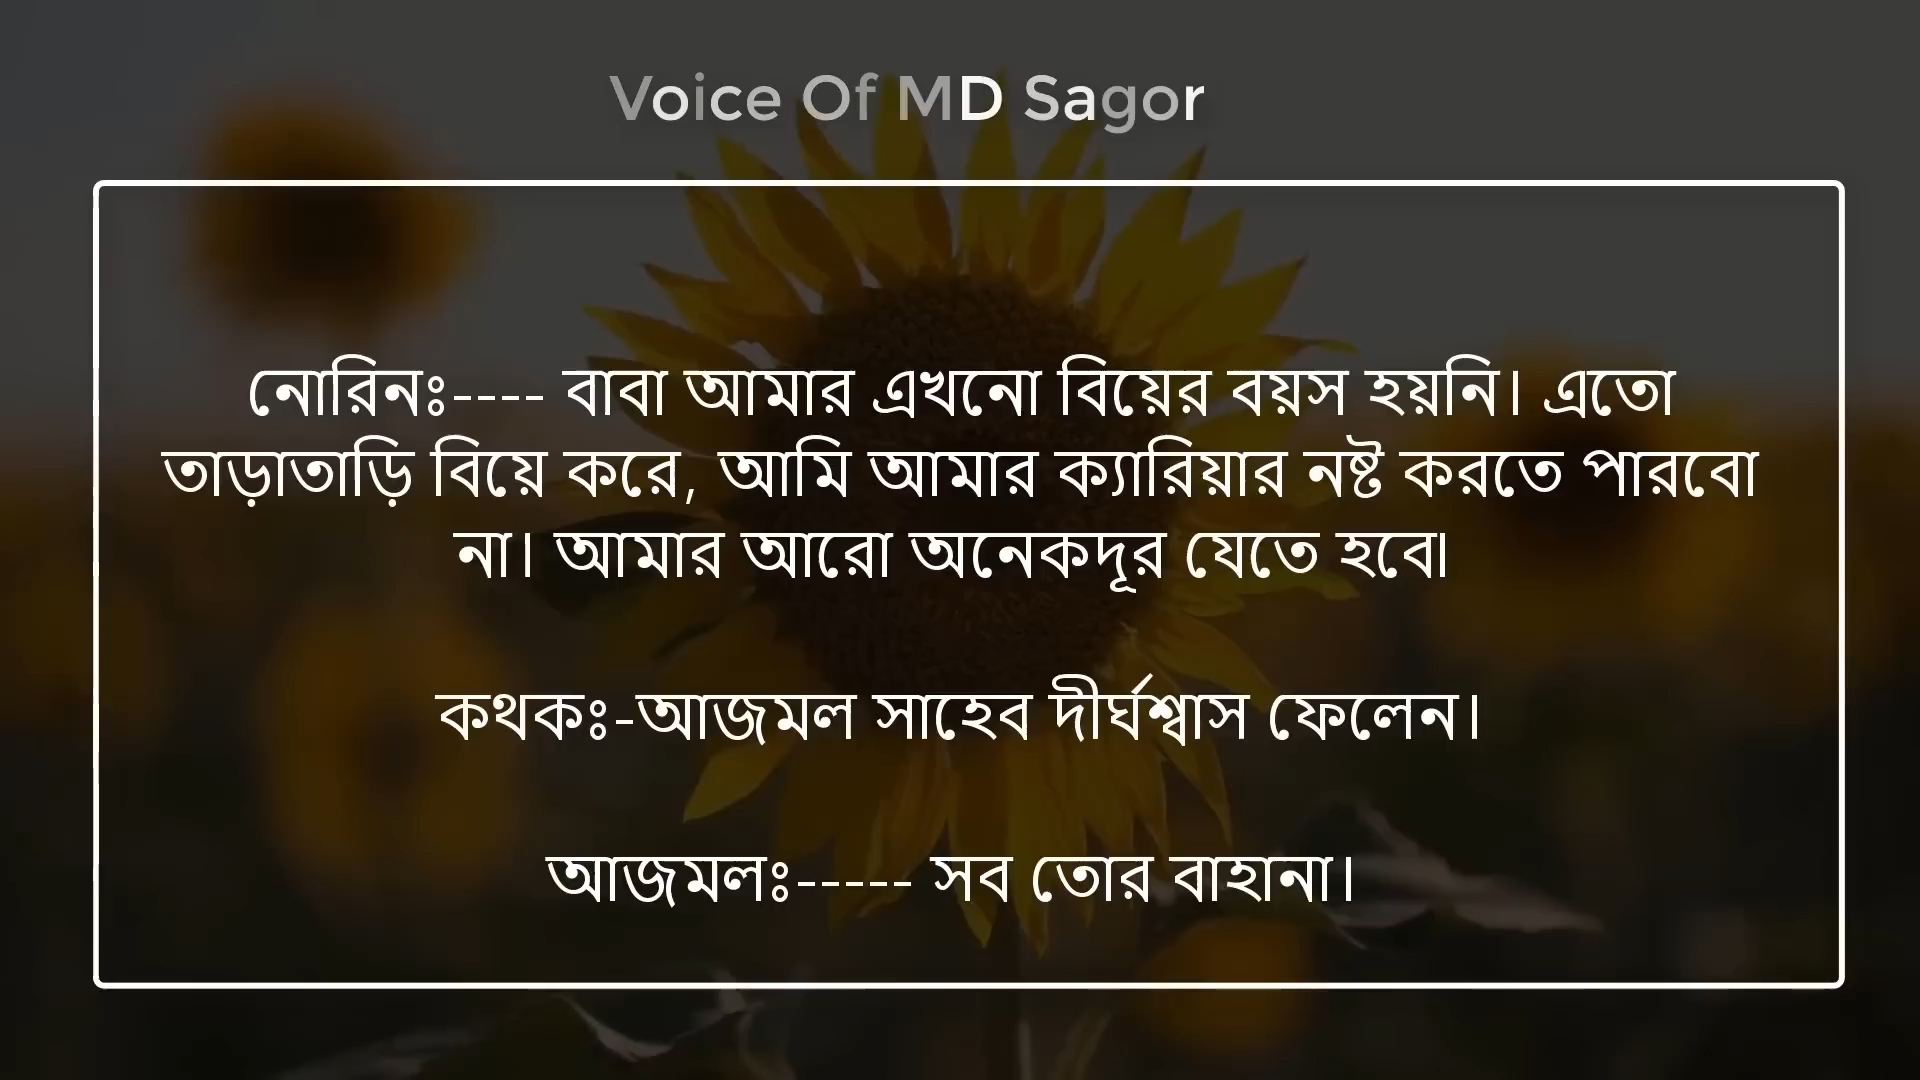 Voice Of MD Sagor
নোরিনঃ---- বাবা আমার এখনো বিয়ের বয়স হয়নি। এতো
তাড়াতাড়ি বিয়ে করে, আমি আমার ক্যারিয়ার নষ্ট করতে পারবো
না। আমার আরো অনেকদূর যেতে হবে৷
কথকঃ-আজমল সাহেব দীর্ঘশ্বাস ফেলেন।
আজমলঃ----- সব তোর বাহানা।